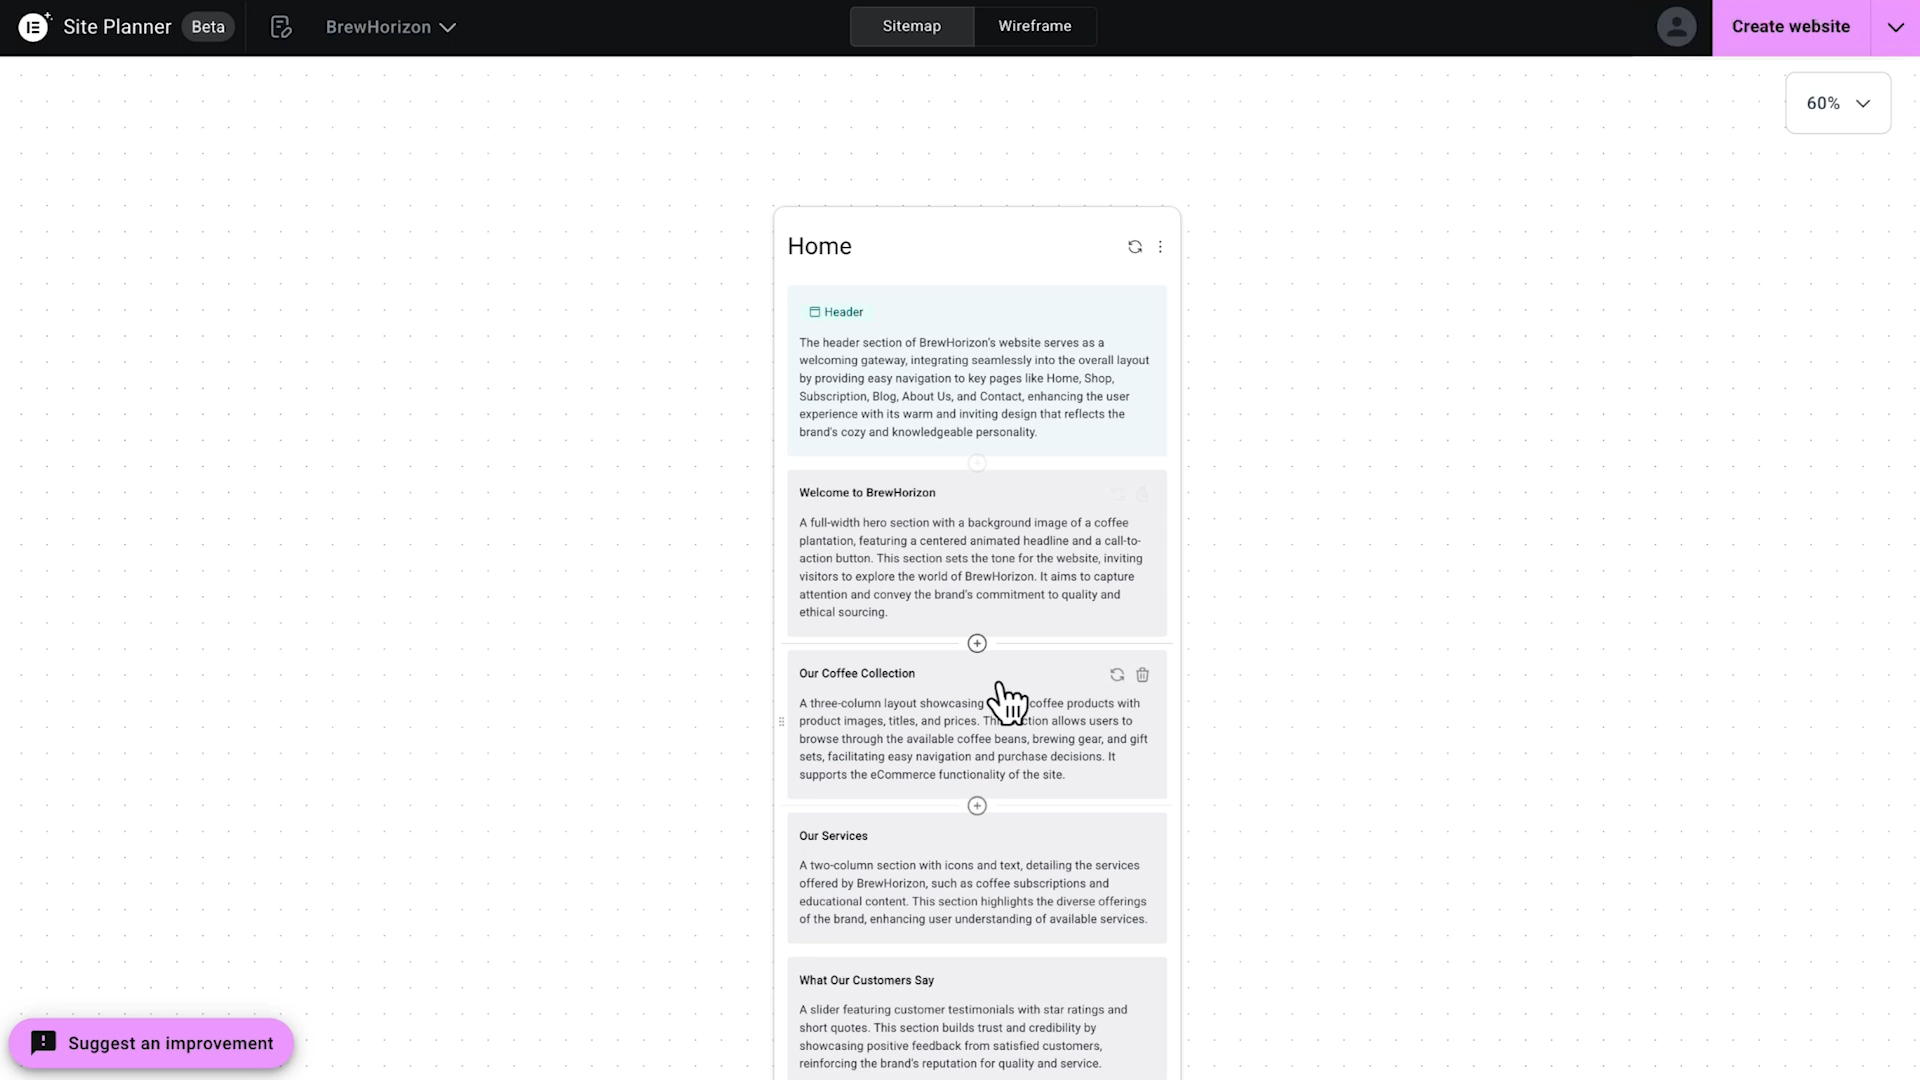 Site Planner
Beta
BrewHorizon
Sitemap
Wireframe
Create website
60%
Home
Header
The header section of BrewHorizon's website serves as a
welcoming gateway, integrating seamlessly into the overall layout
by providing easy navigation to key pages like Home, Shop,
Subscription, Blog, About Us, and Contact, enhancing the user
experience with its warm and inviting design that reflects the
brand's cozy and knowledgeable personality.
Welcome to BrewHorizon
A full-width hero section with a background image of a coffee
plantation, featuring a centered animated headline and a call-to-
action button. This section sets the tone for the website, inviting
visitors to explore the world of BrewHorizon. It aims to capture
attention and convey the brand's commitment to quality and
ethical sourcing.
Our Coffee Collection
A three-column layout showcasing coffee products with
product images, titles, and prices. This section allows users to
browse through the available coffee beans, brewing gear, and gift
sets, facilitating easy navigation and purchase decisions. It
supports the eCommerce functionality of the site.
Our Services
A two-column section with icons and text, detailing the services
offered by BrewHorizon, such as coffee subscriptions and
educational content. This section highlights the diverse offerings
of the brand, enhancing user understanding of available services.
What Our Customers Say
A slider featuring customer testimonials with star ratings and
short quotes. This section builds trust and credibility by
showcasing positive feedback from satisfied customers,
reinforcing the brand's reputation for quality and service.
Suggest an improvement